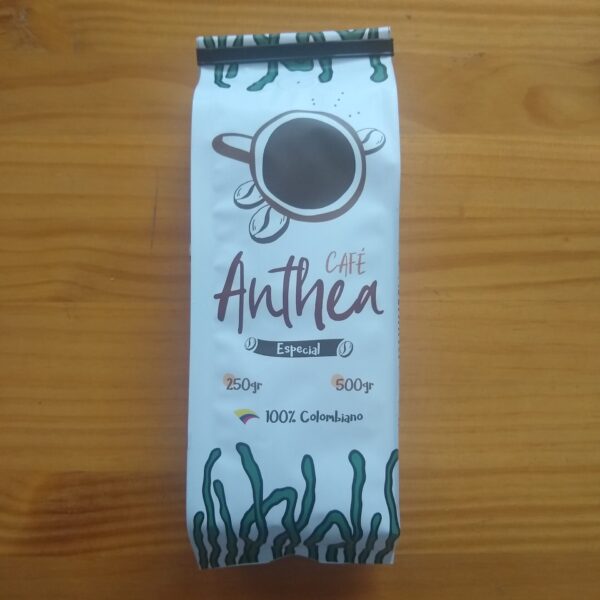 CAFÉ
Anthea
Especial
250gr 500gr
100% Colombiano